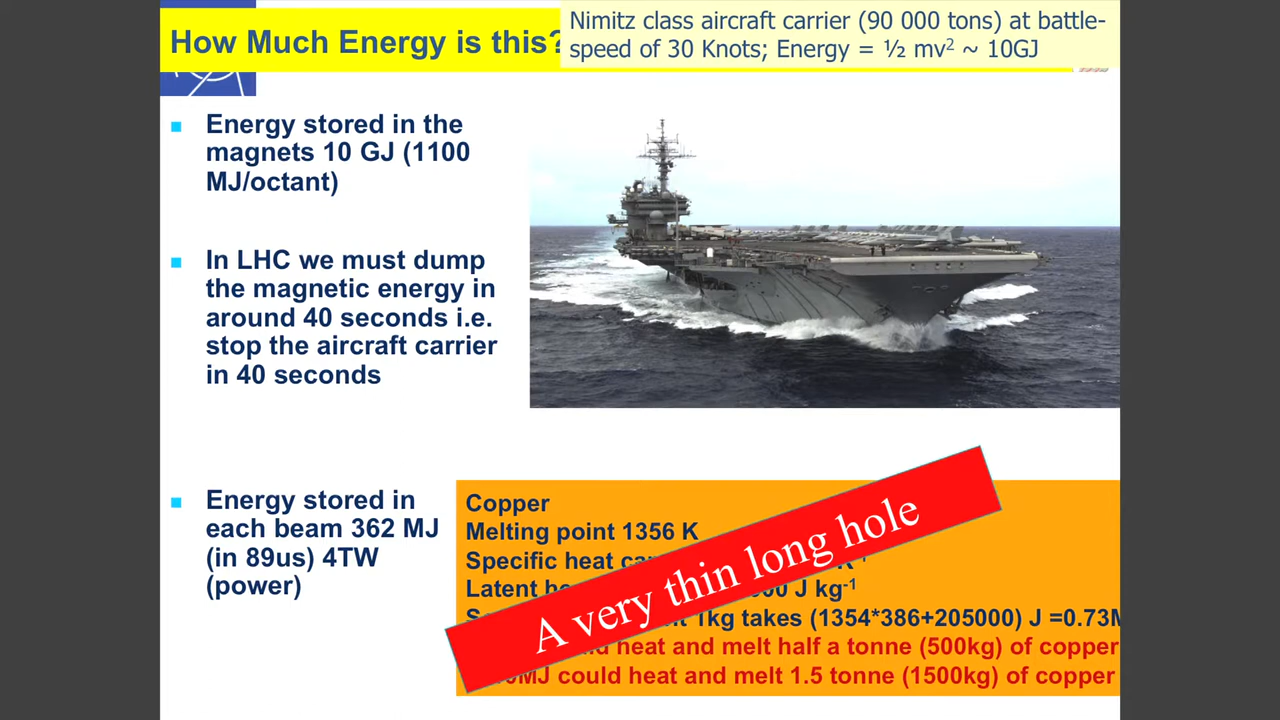 How Much Energy is this?
Nimitz class aircraft carrier (90 000 tons) at battle-
speed of 30 Knots; Energy = ½ mv² ~ 10GJ
Energy stored in the
magnets 10 GJ (1100
MJ/octant)
In LHC we must dump
the magnetic energy in
around 40 seconds i.e.
stop the aircraft carrier
in 40 seconds
Energy stored in
each beam 362 MJ
(in 89us) 4TW
(power)
Copper
Melting point 1356 K
Specific heat
Latent J kg⁻¹
1kg takes (1354*386+205000) J
heat and melt half a tonne (500kg) of copper
could heat and melt 1.5 tonne (1500kg) of copper
A very thin long hole